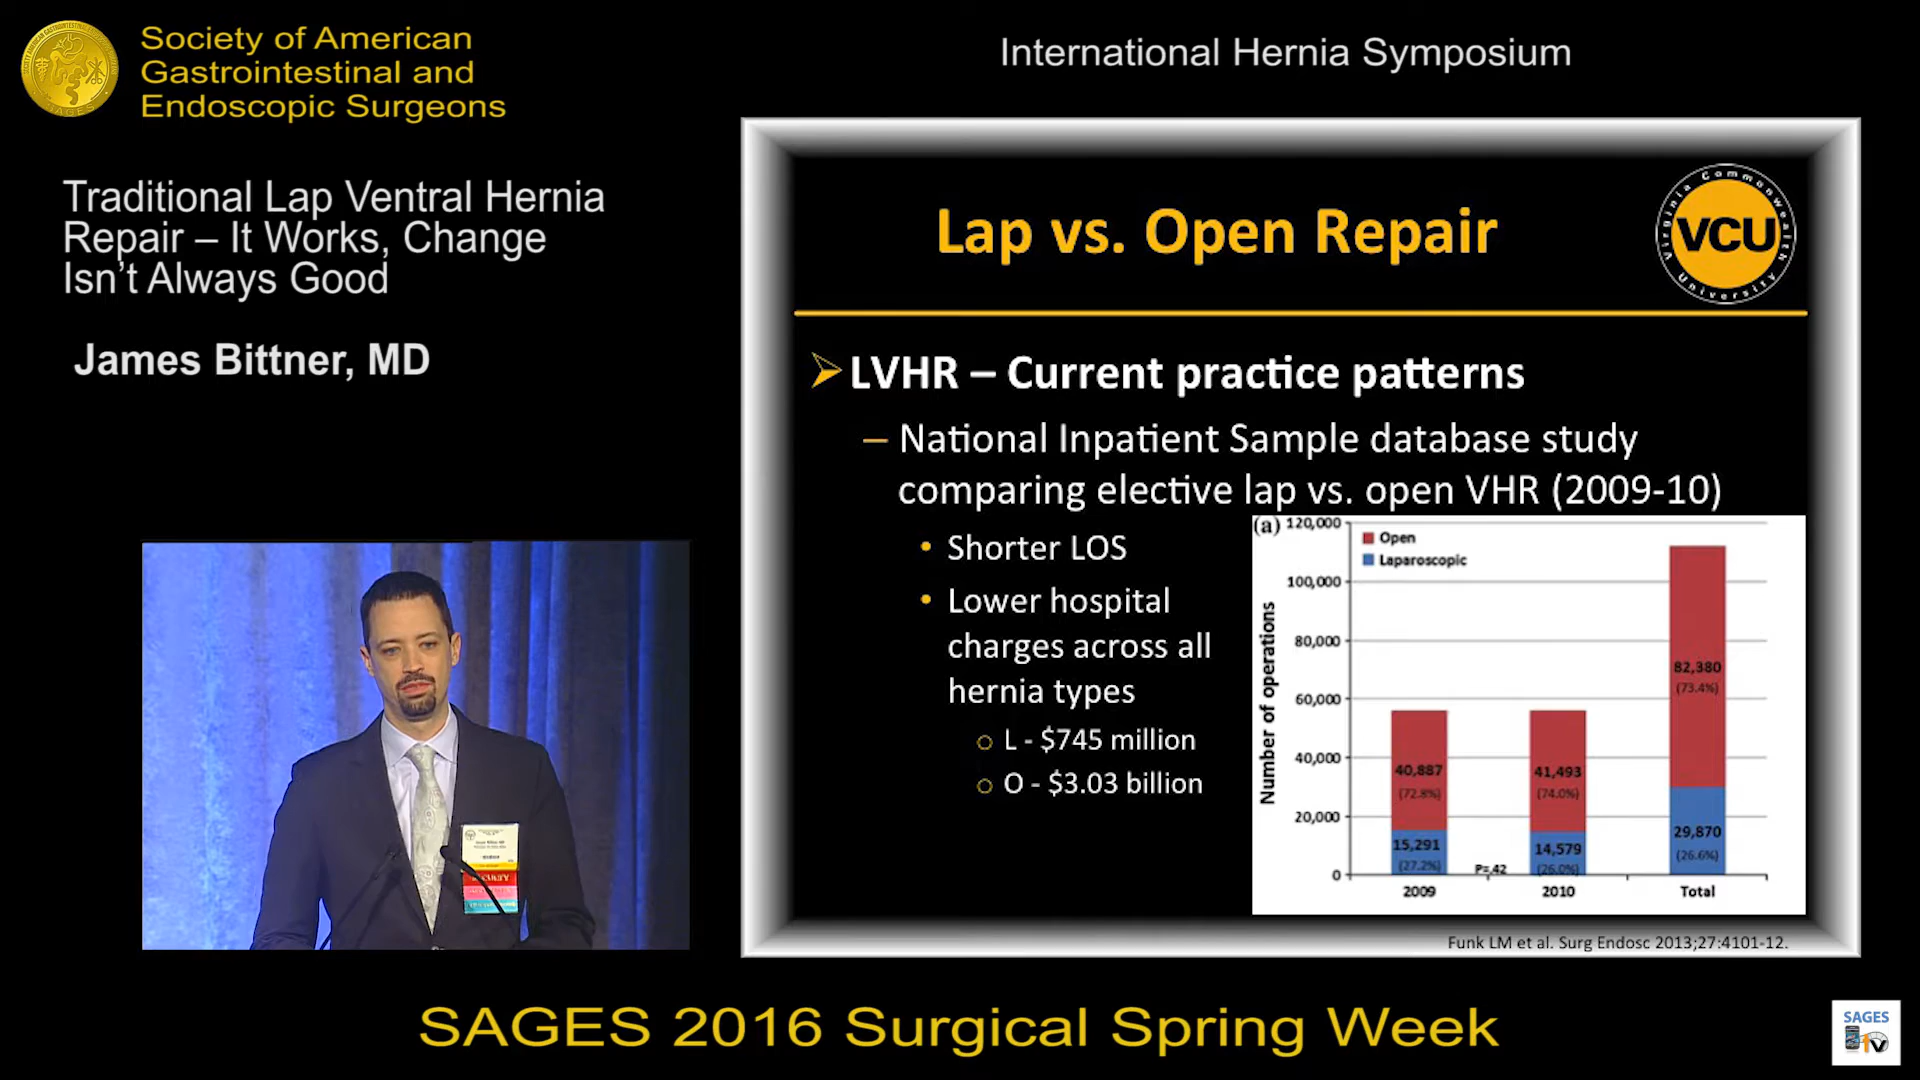 Society of American
Gastrointestinal and
Endoscopic Surgeons
International Hernia Symposium
Traditional Lap Ventral Hernia
Repair – It Works, Change
Isn't Always Good
James Bittner, MD
Lap vs. Open Repair
Virginia Commonwealth University
VCU
LVHR – Current practice patterns
– National Inpatient Sample database study
comparing elective lap vs. open VHR (2009-10)
• Shorter LOS
• Lower hospital
charges across all
hernia types
o L - $745 million
o O - $3.03 billion
(a)
120,000
100,000
80,000
60,000
40,000
20,000
0
Number of operations
Open
Laparoscopic
40,887
(72.8%)
15,291
(27.2%)
P=.42
41,493
(74.0%)
14,579
(26.0%)
82,380
(73.4%)
29,870
(26.6%)
2009
2010
Total
Funk LM et al. Surg Endosc 2013;27:4101-12.
SAGES 2016 Surgical Spring Week
SAGES
TV